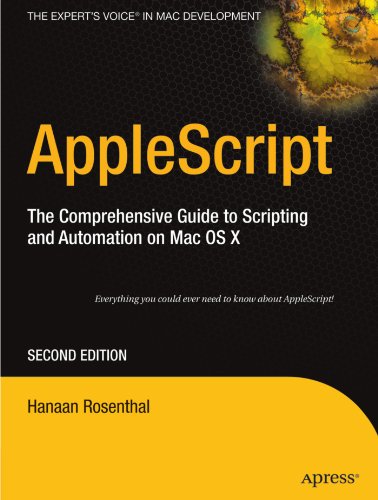 THE EXPERT'S VOICE® IN MAC DEVELOPMENT
AppleScript
The Comprehensive Guide to Scripting
and Automation on Mac OS X
Everything you could ever need to know about AppleScript!
SECOND EDITION
Hanaan Rosenthal
Apress®